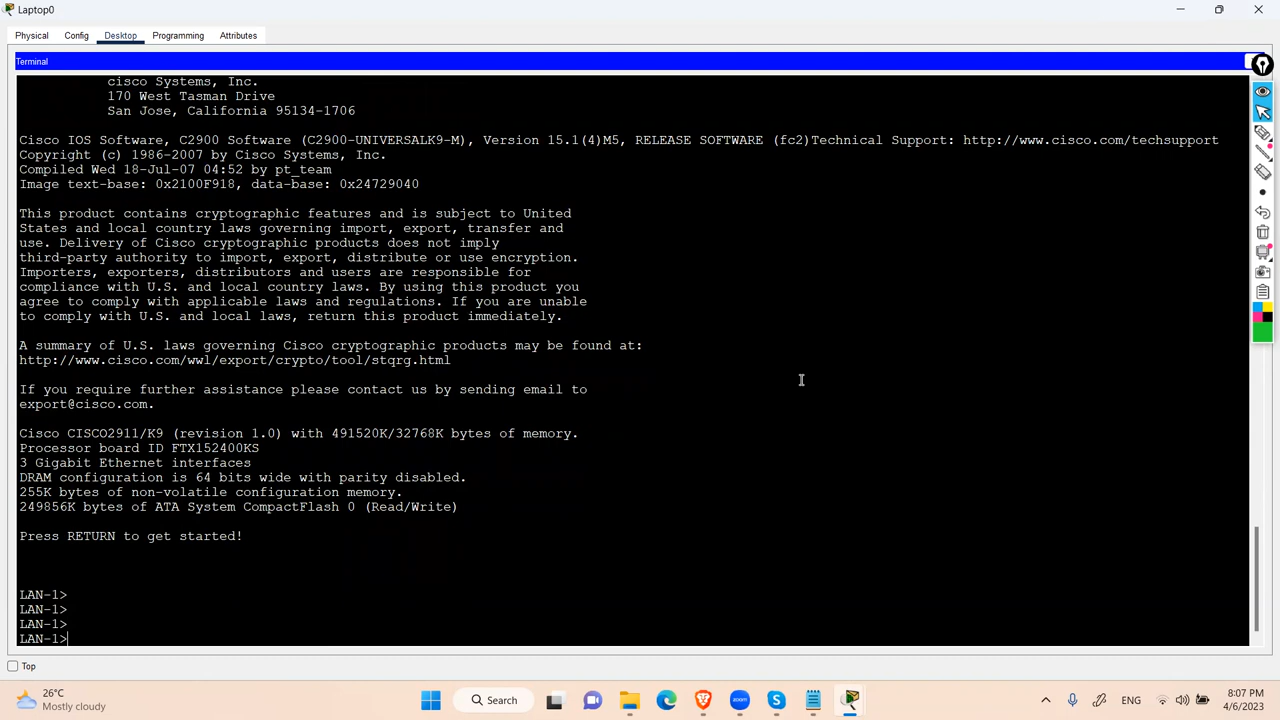 Laptop0
Physical
Config
Desktop
Programming
Attributes
Terminal
cisco Systems, Inc.
170 West Tasman Drive
San Jose, California 95134-1706
Cisco IOS Software, C2900 Software (C2900-UNIVERSALK9-M), Version 15.1(4)M5, RELEASE SOFTWARE (fc2)Technical Support: http://www.cisco.com/techsupport
Copyright (c) 1986-2007 by Cisco Systems, Inc.
Compiled Wed 18-Jul-07 04:52 by pt_team
Image text-base: 0x2100F918, data-base: 0x24729040
This product contains cryptographic features and is subject to United
States and local country laws governing import, export, transfer and
use. Delivery of Cisco cryptographic products does not imply
third-party authority to import, export, distribute or use encryption.
Importers, exporters, distributors and users are responsible for
compliance with U.S. and local country laws. By using this product you
agree to comply with applicable laws and regulations. If you are unable
to comply with U.S. and local laws, return this product immediately.
A summary of U.S. laws governing Cisco cryptographic products may be found at:
http://www.cisco.com/wwl/export/crypto/tool/stqrg.html
If you require further assistance please contact us by sending email to
export@cisco.com.
Cisco CISCO2911/K9 (revision 1.0) with 491520K/32768K bytes of memory.
Processor board ID FTX152400KS
3 Gigabit Ethernet interfaces
DRAM configuration is 64 bits wide with parity disabled.
255K bytes of non-volatile configuration memory.
249856K bytes of ATA System CompactFlash 0 (Read/Write)
Press RETURN to get started!
LAN-1>
LAN-1>
LAN-1>
LAN-1>
Top
26°C
Mostly cloudy
Search
zoom
ENG
8:07 PM
4/6/2023